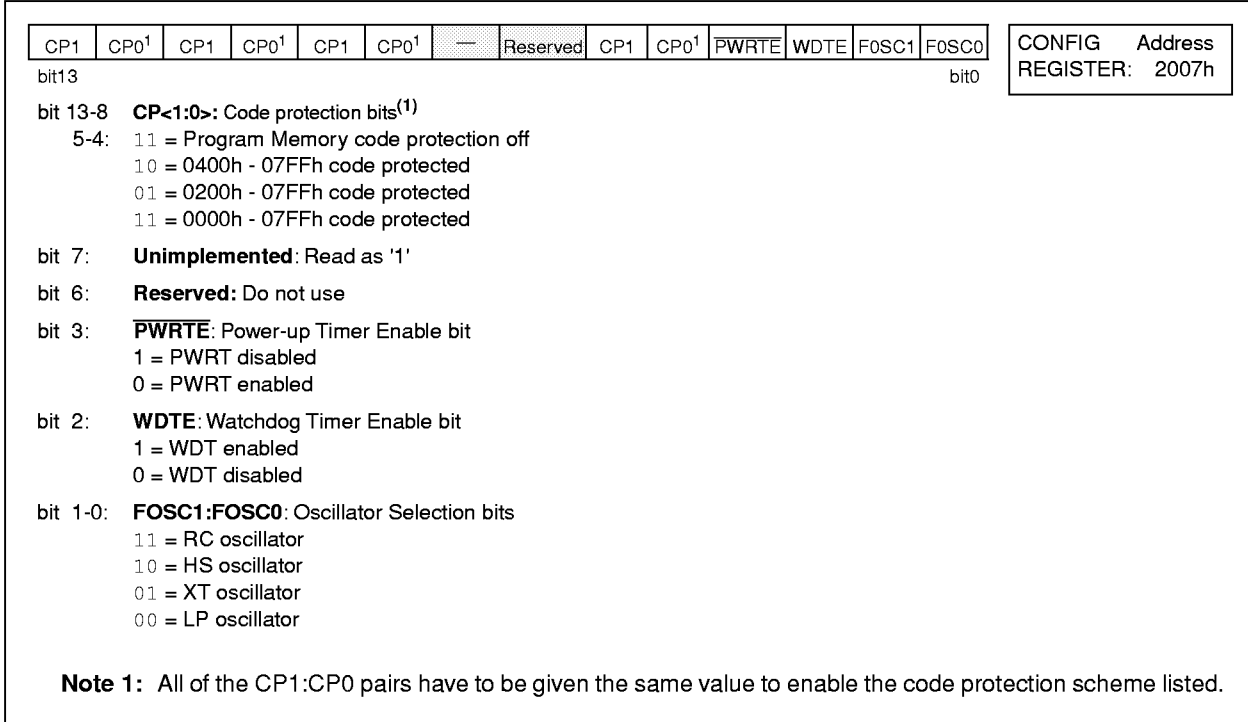 CP1 CP0¹ CP1 CP0¹ CP1 CP0¹ — Reserved CP1 CP0¹ PWRTE WDTE F0SC1 F0SC0
CONFIG Address
REGISTER: 2007h
bit13 bit0
bit 13-8 CP<1:0>: Code protection bits(1)
5-4: 11 = Program Memory code protection off
10 = 0400h - 07FFh code protected
01 = 0200h - 07FFh code protected
11 = 0000h - 07FFh code protected
bit 7: Unimplemented: Read as '1'
bit 6: Reserved: Do not use
bit 3: PWRTE: Power-up Timer Enable bit
1 = PWRT disabled
0 = PWRT enabled
bit 2: WDTE: Watchdog Timer Enable bit
1 = WDT enabled
0 = WDT disabled
bit 1-0: FOSC1:FOSC0: Oscillator Selection bits
11 = RC oscillator
10 = HS oscillator
01 = XT oscillator
00 = LP oscillator
Note 1: All of the CP1:CP0 pairs have to be given the same value to enable the code protection scheme listed.